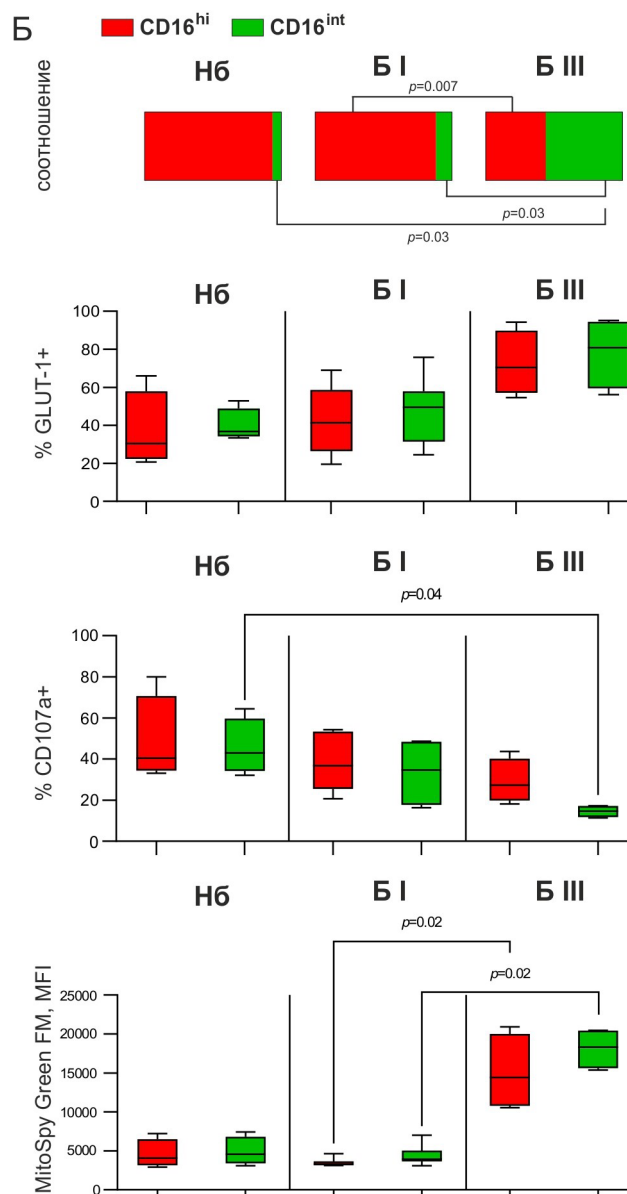 Б
CD16hi CD16int
Нб Б I Б III
соотношение
p=0.007
p=0.03
p=0.03
Нб Б I Б III
% GLUT-1+
100
80
60
40
20
0
Нб Б I Б III
p=0.04
% CD107a+
100
80
60
40
20
0
Нб Б I Б III
p=0.02
p=0.02
MitoSpy Green FM, MFI
25000
20000
15000
10000
5000
0